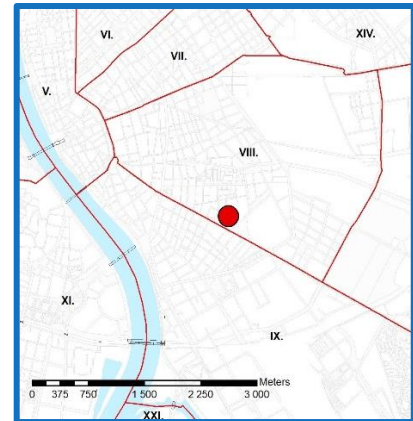 VI.
XIV.
VII.
V.
VIII.
XI.
IX.
Meters
0 375 750 1 500 2 250 3 000
XXI.